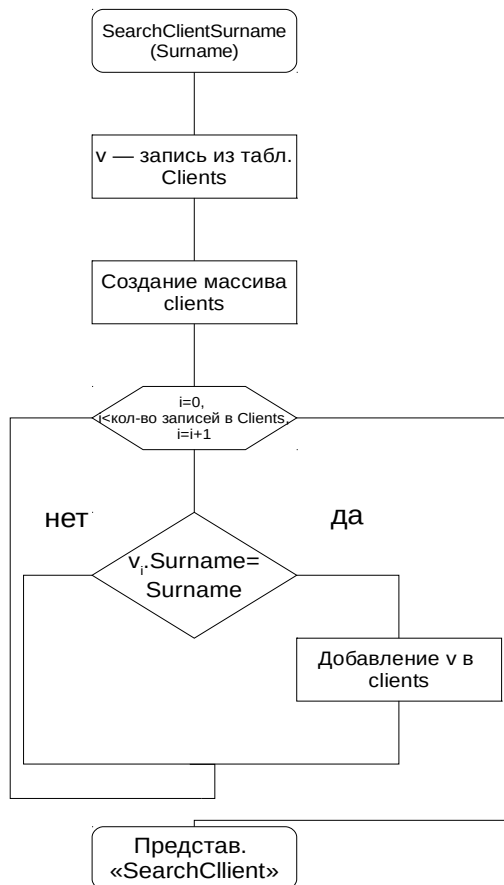 SearchClientSurname
(Surname)
v — запись из табл.
Clients
Создание массива
clients
i=0,
i<кол-во записей в Clients,
i=i+1
нет
да
vi.Surname=
Surname
Добавление v в
clients
Представ.
«SearchCllient»